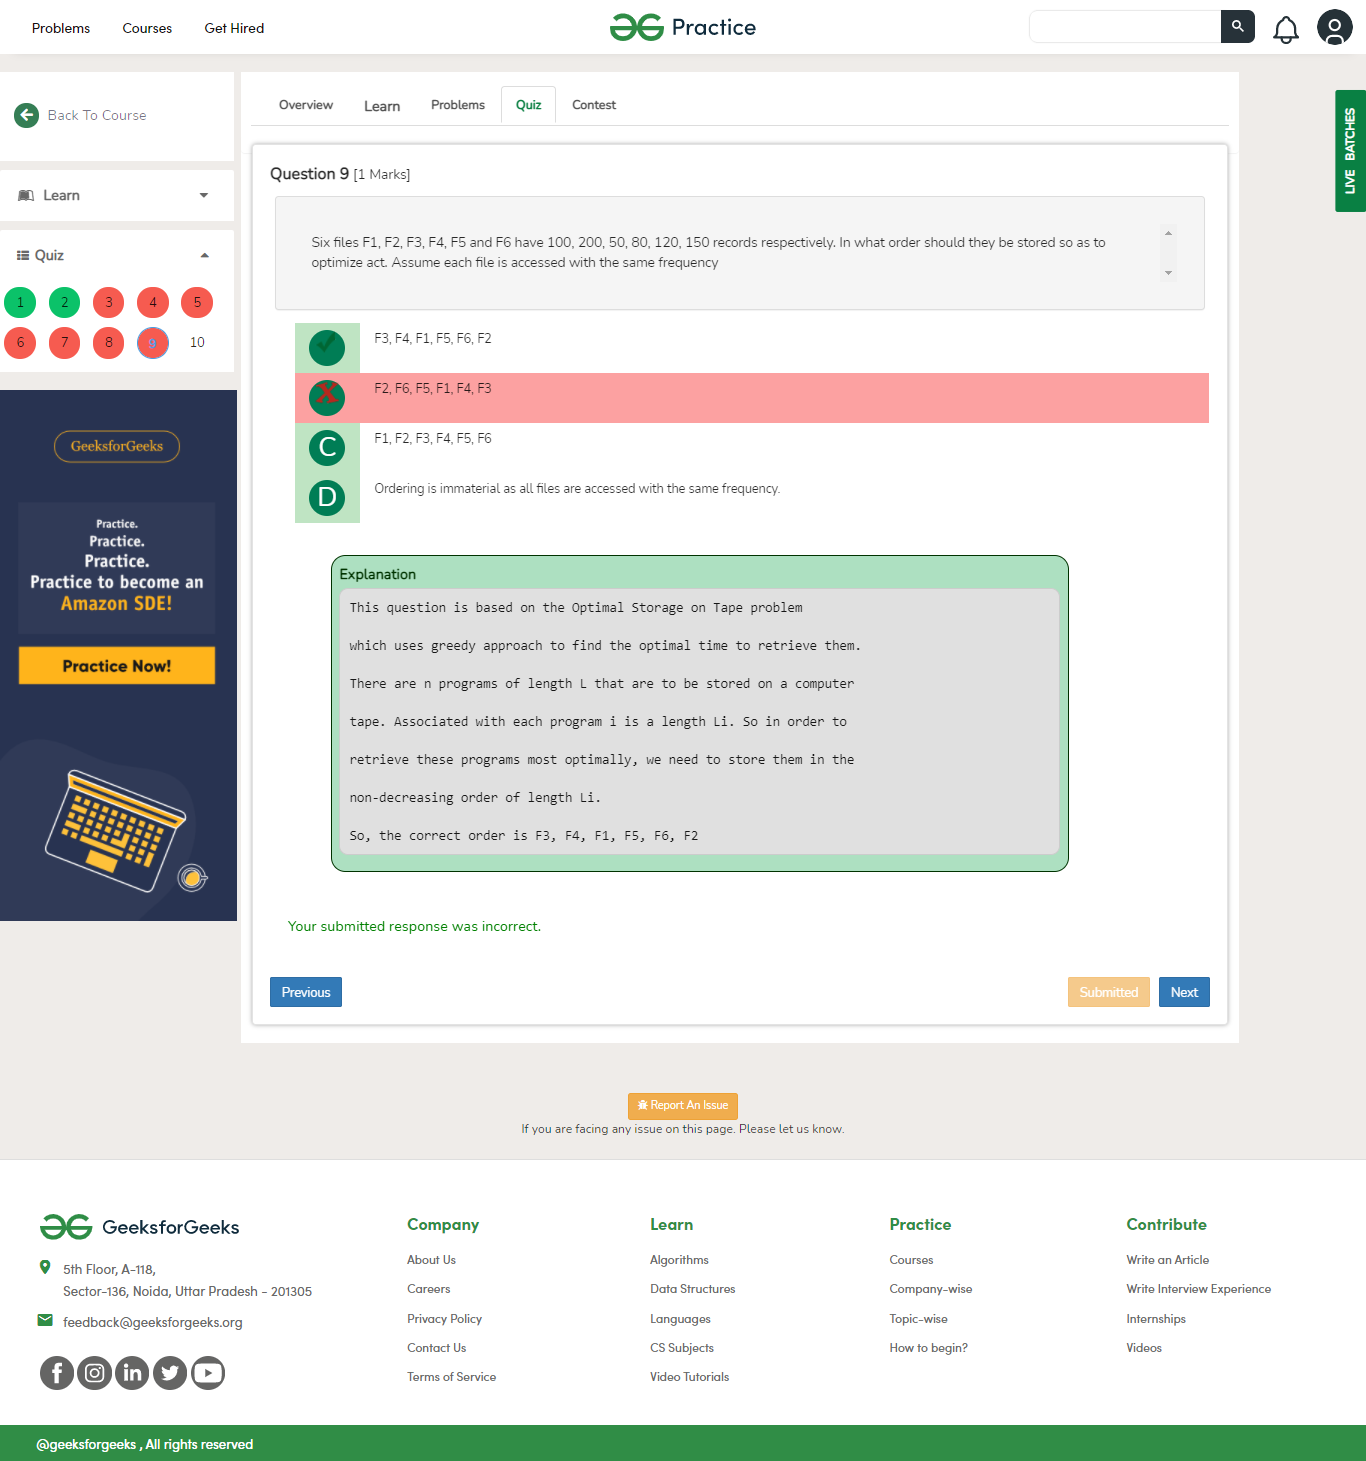 Problems
Courses
Get Hired
Practice
LIVE BATCHES
Back To Course
Learn
Quiz
1 2 3 4 5
6 7 8 9 10
GeeksforGeeks
Practice.
Practice.
Practice.
Practice to become an
Amazon SDE!
Practice Now!
Overview
Learn
Problems
Quiz
Contest
Question 9 [1 Marks]
Six files F1, F2, F3, F4, F5 and F6 have 100, 200, 50, 80, 120, 150 records respectively. In what order should they be stored so as to
optimize act. Assume each file is accessed with the same frequency
F3, F4, F1, F5, F6, F2
X F2, F6, F5, F1, F4, F3
C F1, F2, F3, F4, F5, F6
D Ordering is immaterial as all files are accessed with the same frequency.
Explanation
This question is based on the Optimal Storage on Tape problem
which uses greedy approach to find the optimal time to retrieve them.
There are n programs of length L that are to be stored on a computer
tape. Associated with each program i is a length Li. So in order to
retrieve these programs most optimally, we need to store them in the
non-decreasing order of length Li.
So, the correct order is F3, F4, F1, F5, F6, F2
Your submitted response was incorrect.
Previous
Submitted
Next
Report An Issue
If you are facing any issue on this page. Please let us know.
GeeksforGeeks
5th Floor, A-118,
Sector-136, Noida, Uttar Pradesh - 201305
feedback@geeksforgeeks.org
Company
About Us
Careers
Privacy Policy
Contact Us
Terms of Service
Learn
Algorithms
Data Structures
Languages
CS Subjects
Video Tutorials
Practice
Courses
Company-wise
Topic-wise
How to begin?
Contribute
Write an Article
Write Interview Experience
Internships
Videos
@geeksforgeeks , All rights reserved